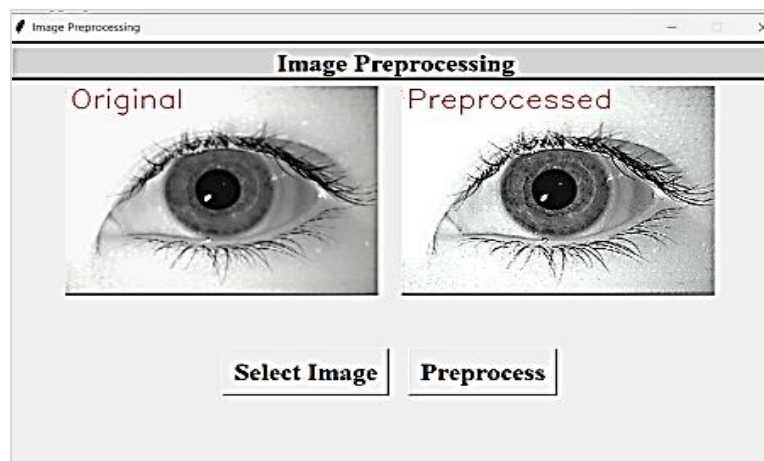 Image Preprocessing
Image Preprocessing
Original
Preprocessed
Select Image
Preprocess